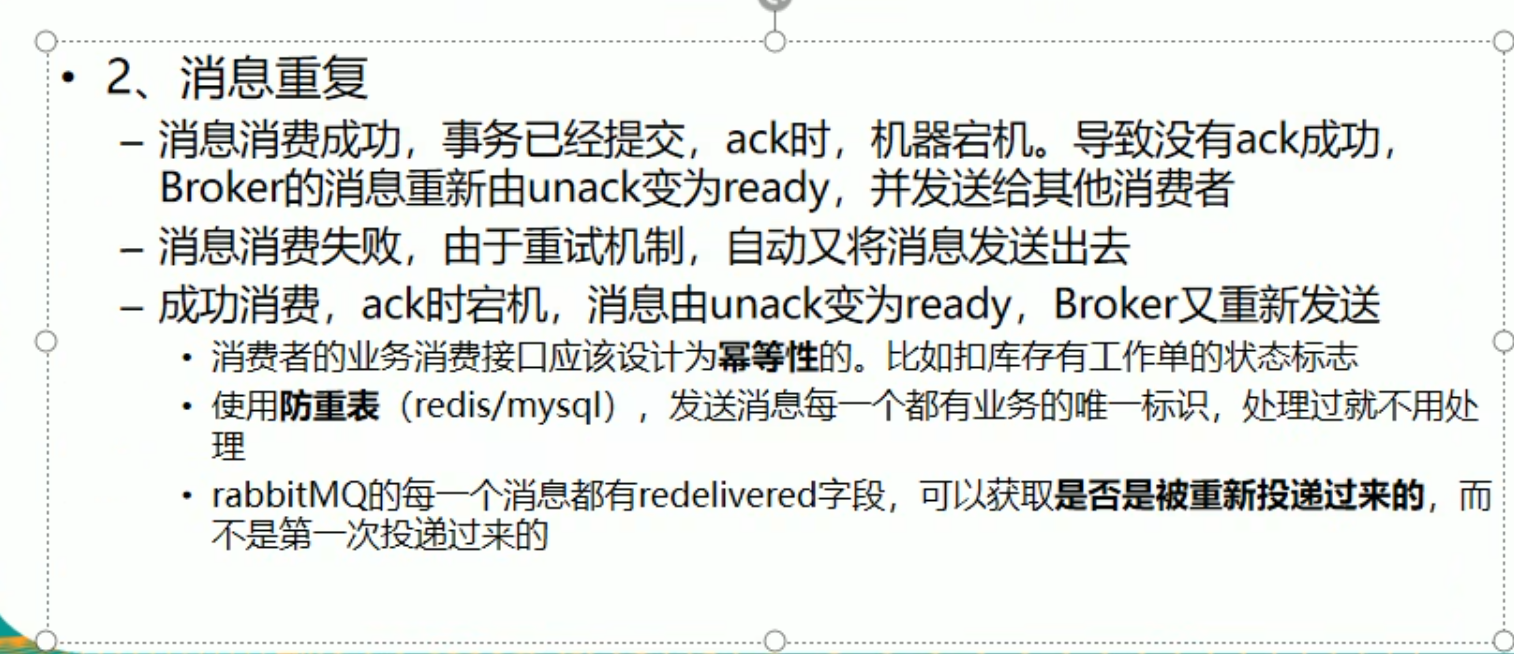 • 2、消息重复
– 消息消费成功，事务已经提交，ack时，机器宕机。导致没有ack成功，
Broker的消息重新由unack变为ready，并发送给其他消费者
– 消息消费失败，由于重试机制，自动又将消息发送出去
– 成功消费，ack时宕机，消息由unack变为ready，Broker又重新发送
• 消费者的业务消费接口应该设计为幂等性的。比如扣库存有工作单的状态标志
• 使用防重表（redis/mysql），发送消息每一个都有业务的唯一标识，处理过就不用处
理
• rabbitMQ的每一个消息都有redelivered字段，可以获取是否是被重新投递过来的，而
不是第一次投递过来的